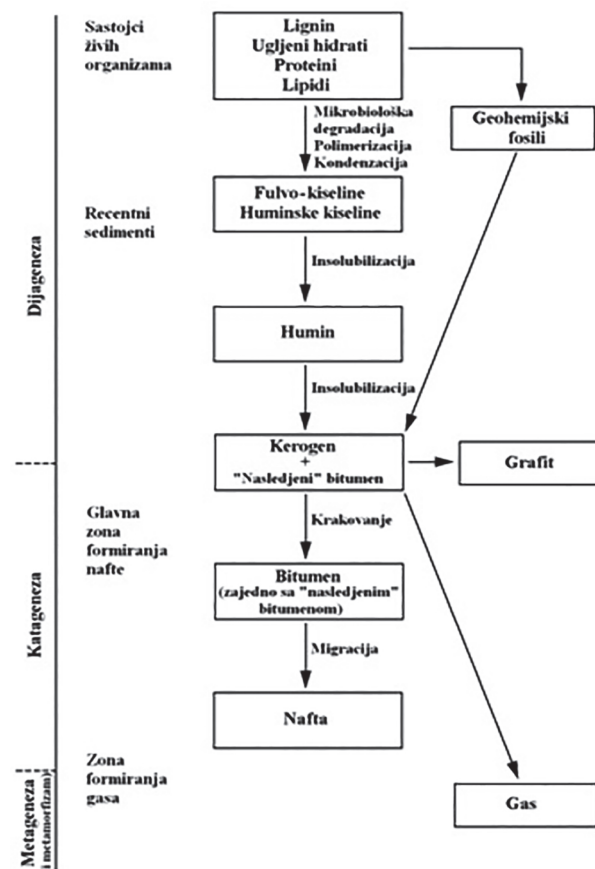 Sastojci
živih
organizama
Lignin
Ugljeni hidrati
Proteini
Lipidi
Geohemijski
fosili
Mikrobiološka
degradacija
Polimerizacija
Kondenzacija
Recentni
sedimenti
Fulvo-kiseline
Huminske kiseline
Insolubilizacija
Dijageneza
Humin
Insolubilizacija
Kerogen
+
"Nasledjeni" bitumen
Grafit
Glavna
zona
formiranja
nafte
Krakovanje
Katageneza
Bitumen
(zajedno sa "nasledjenim"
bitumenom)
Migracija
Nafta
Zona
formiranja
gasa
Metageneza
i metamorfizam)
Gas